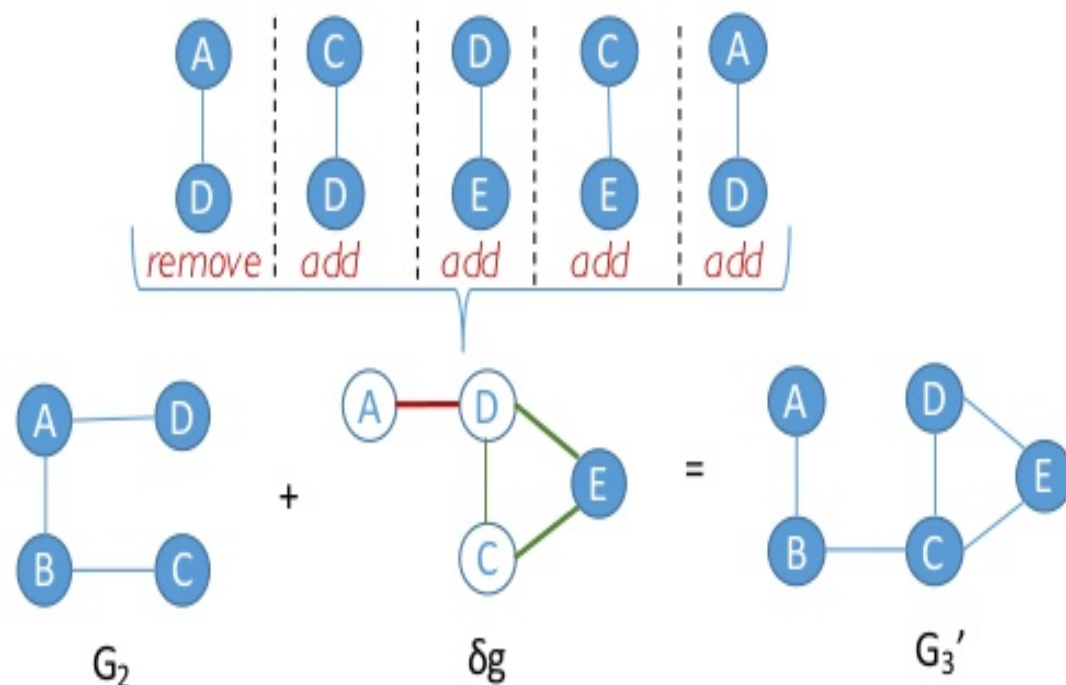 A C D C A
D D E E D
remove add add add add
A D A D A D
+ E = E
B C C B C
G₂ δg G₃’